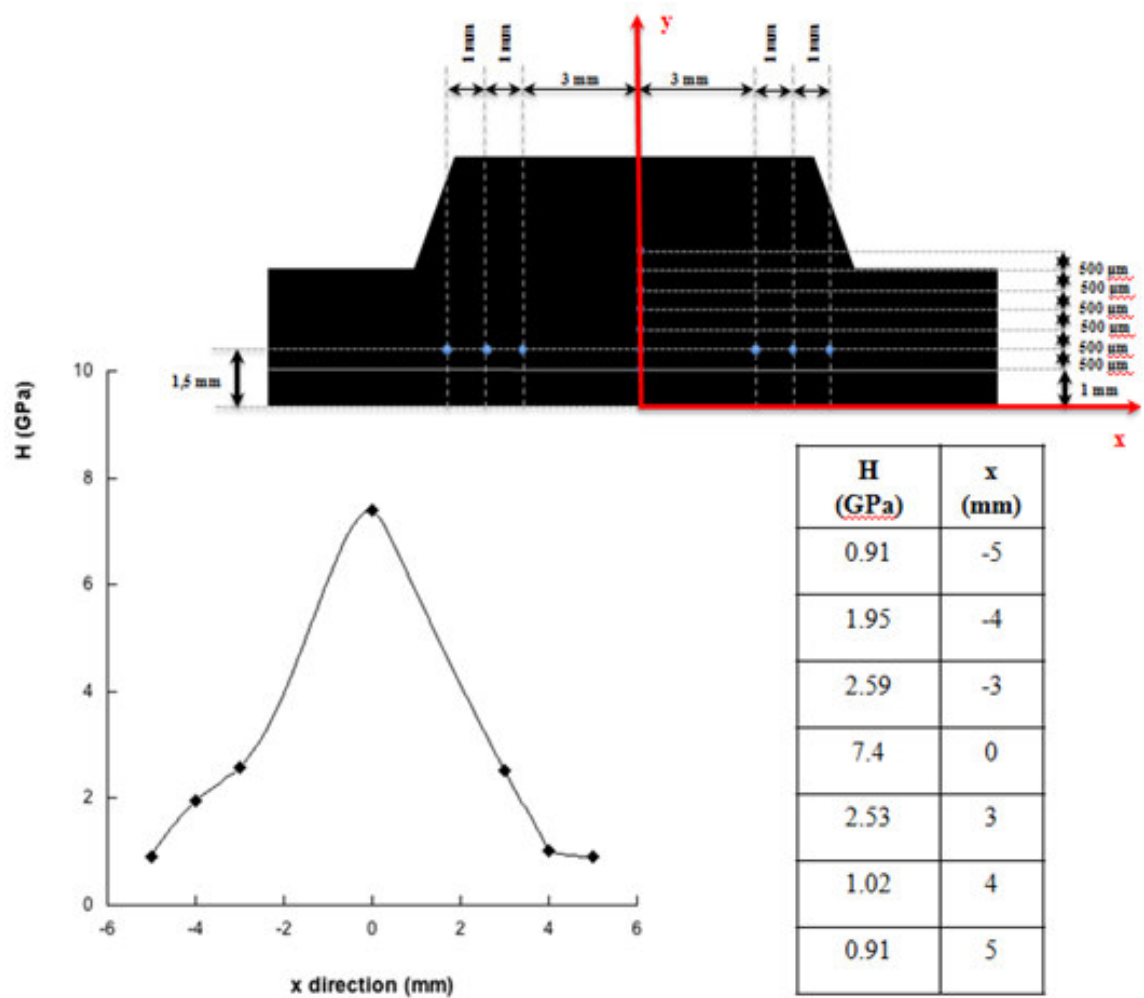 1 mm
1 mm
1 mm
1 mm
y
3 mm
3 mm
500 µm
500 µm
500 µm
500 µm
500 µm
500 µm
1,5 mm
1 mm
x
H (GPa)
10
8
6
4
2
0
-6 -4 -2 0 2 4 6
x direction (mm)
H (GPa) x (mm)
0.91 -5
1.95 -4
2.59 -3
7.4 0
2.53 3
1.02 4
0.91 5